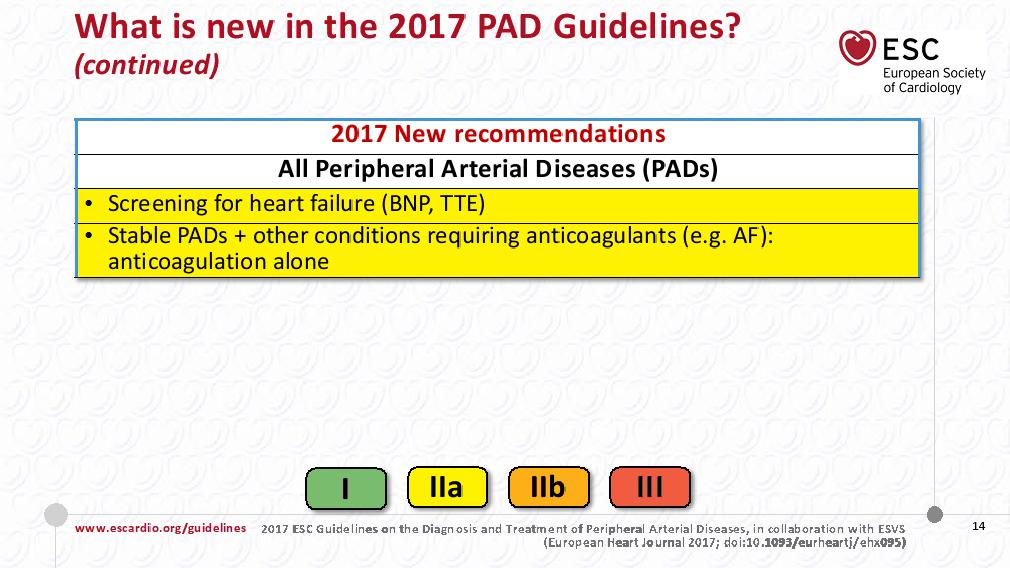 What is new in the 2017 PAD Guidelines?
(continued)
ESC
European Society
of Cardiology
2017 New recommendations
All Peripheral Arterial Diseases (PADs)
• Screening for heart failure (BNP, TTE)
• Stable PADs + other conditions requiring anticoagulants (e.g. AF):
anticoagulation alone
I IIa IIb III
www.escardio.org/guidelines 2017 ESC Guidelines on the Diagnosis and Treatment of Peripheral Arterial Diseases, in collaboration with ESVS
(European Heart Journal 2017; doi:10.1093/eurheartj/ehx095)
14